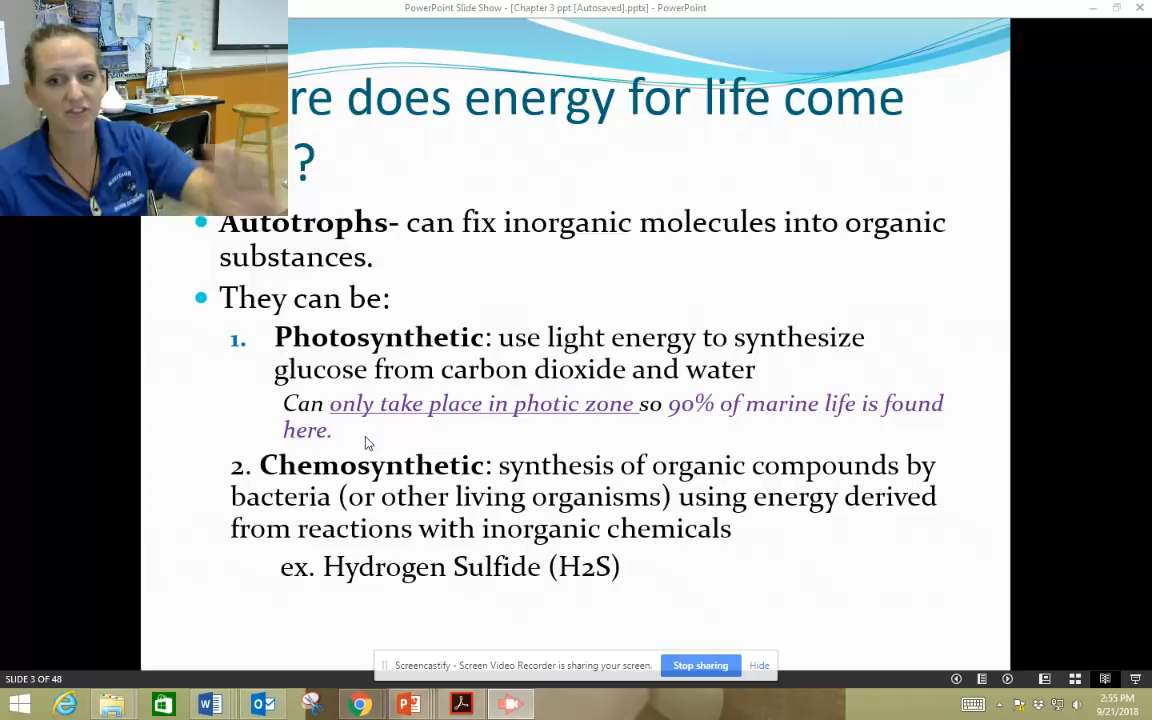 PowerPoint Slide Show - [Chapter 3 ppt [Autosaved].pptx] - PowerPoint
re does energy for life come
?
• Autotrophs- can fix inorganic molecules into organic
substances.
• They can be:
1. Photosynthetic: use light energy to synthesize
glucose from carbon dioxide and water
Can only take place in photic zone so 90% of marine life is found
here.
2. Chemosynthetic: synthesis of organic compounds by
bacteria (or other living organisms) using energy derived
from reactions with inorganic chemicals
ex. Hydrogen Sulfide (H2S)
Screencastify - Screen Video Recorder is sharing your screen. Stop sharing Hide
SLIDE 3 OF 48
2:55 PM
9/21/2018